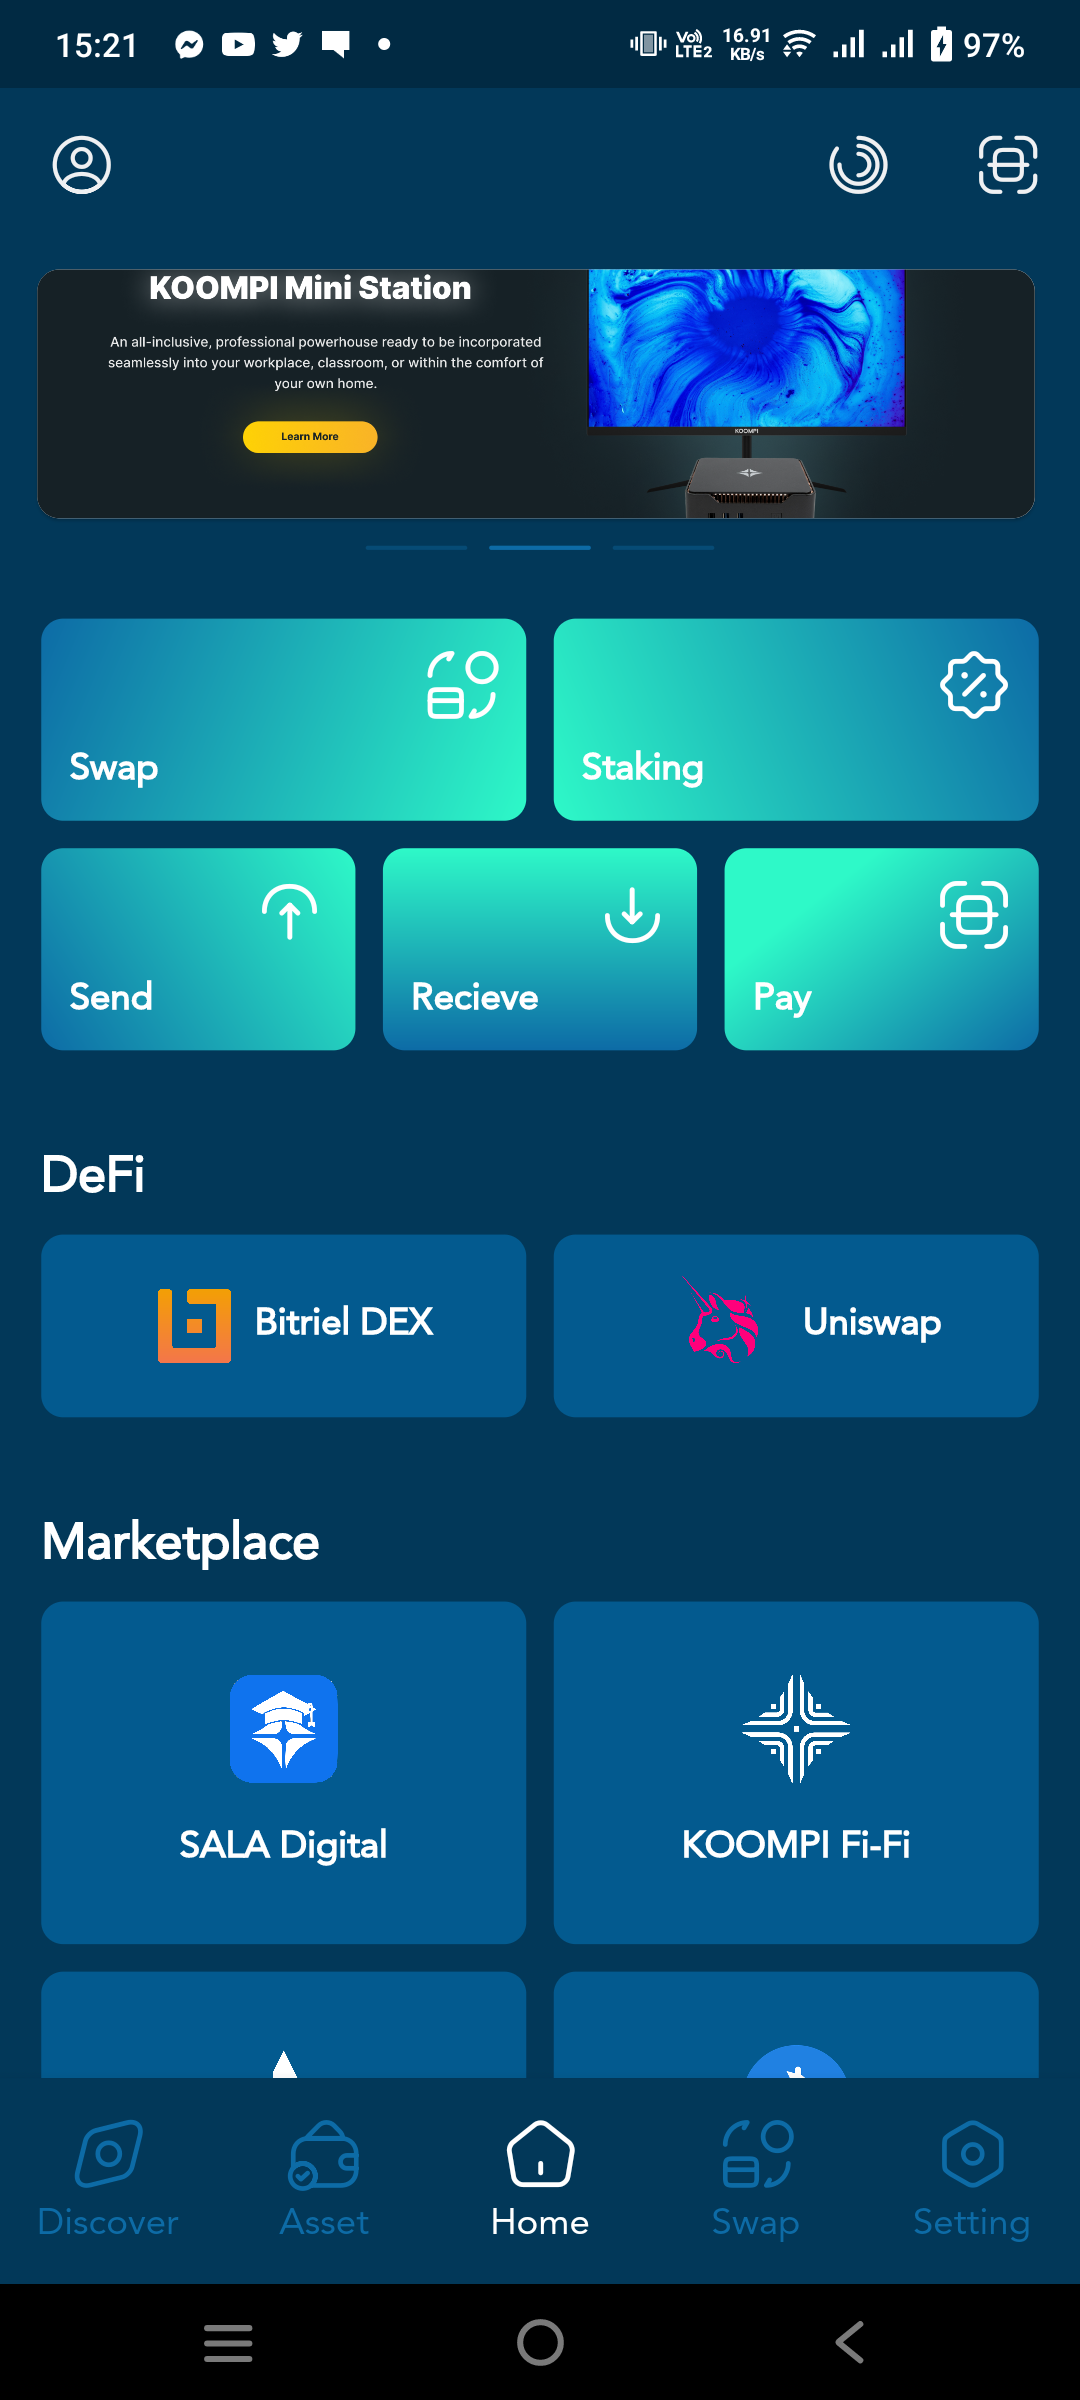 15:21
Vo)) LTE2
16.91 KB/s
97%
KOOMPI Mini Station
An all-inclusive, professional powerhouse ready to be incorporated
seamlessly into your workplace, classroom, or within the comfort of
your own home.
Learn More
KOOMPI
Swap
Staking
Send
Recieve
Pay
DeFi
Bitriel DEX
Uniswap
Marketplace
SALA Digital
KOOMPI Fi-Fi
Discover
Asset
Home
Swap
Setting